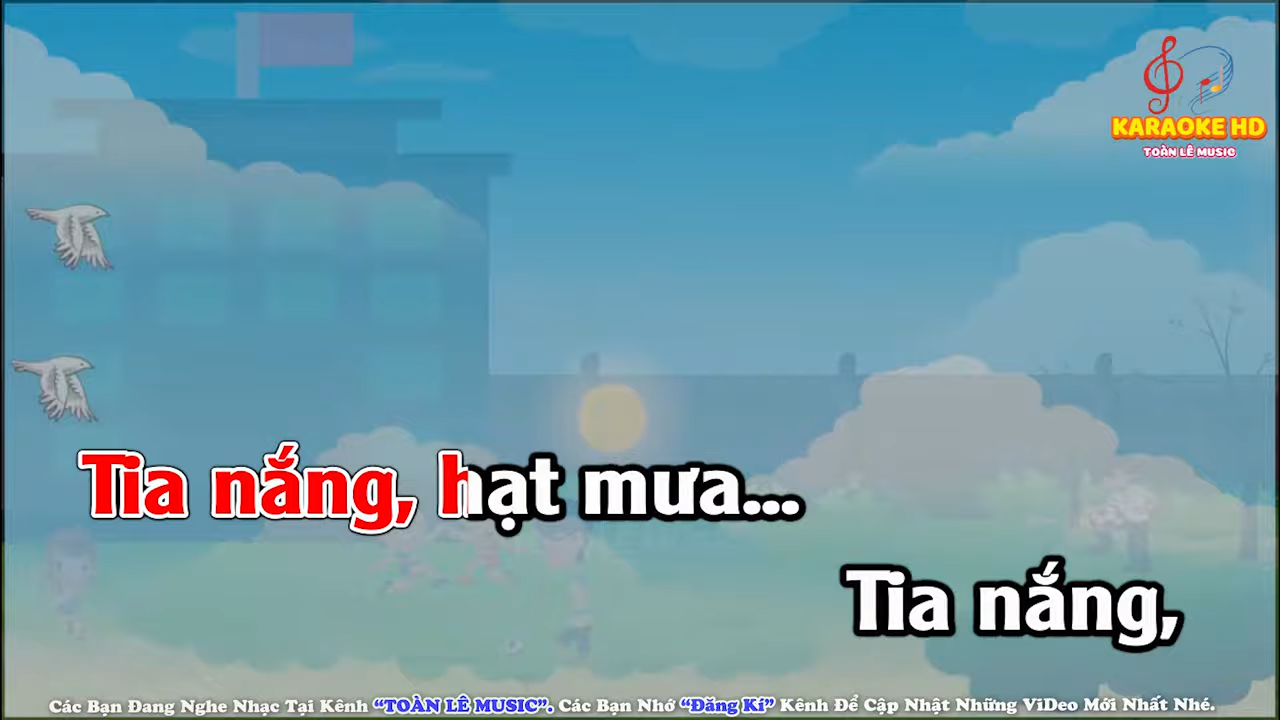 KARAOKE HD
TOÀN LÊ MUSIC
Tia nắng, hạt mưa...
Tia nắng,
Các Bạn Đang Nghe Nhạc Tại Kênh “TOÀN LÊ MUSIC”. Các Bạn Nhớ “Đăng Kí” Kênh Để Cập Nhật Những ViDeo Mới Nhất Nhé.